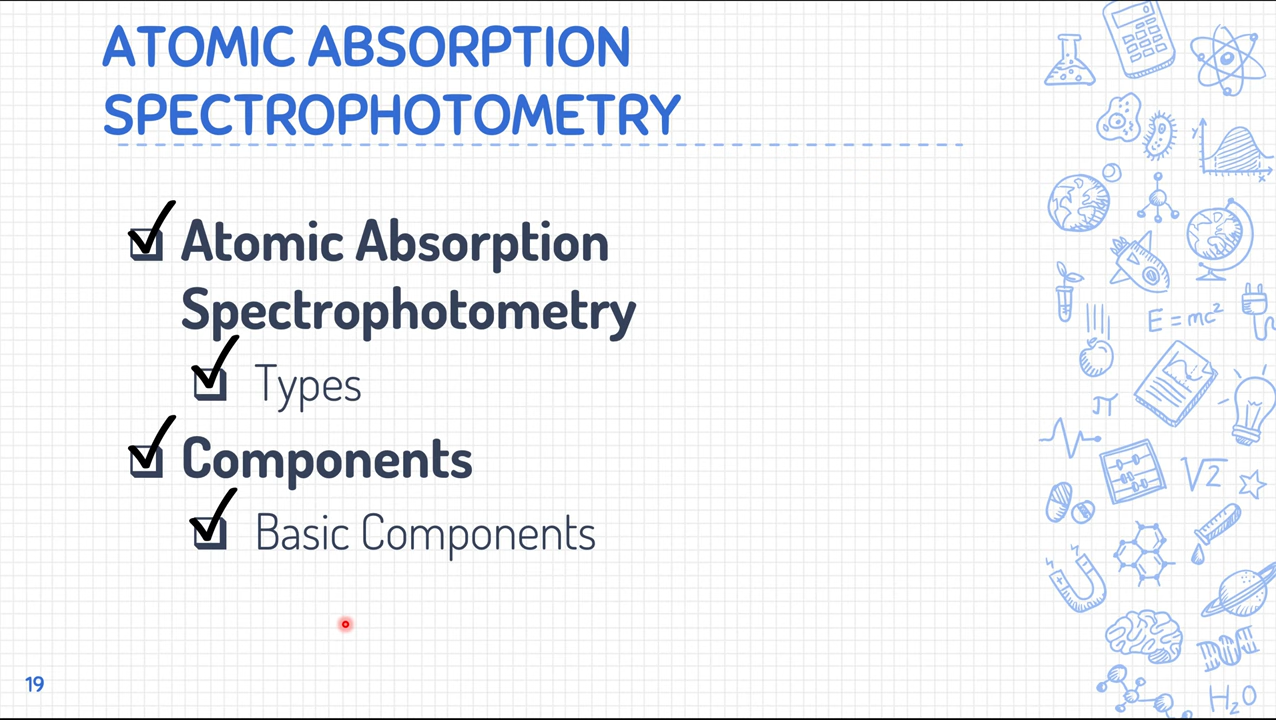 ATOMIC ABSORPTION
SPECTROPHOTOMETRY
Atomic Absorption
Spectrophotometry
Types
Components
Basic Components
19
Y
X
E = mc²
π
√2
H₂O